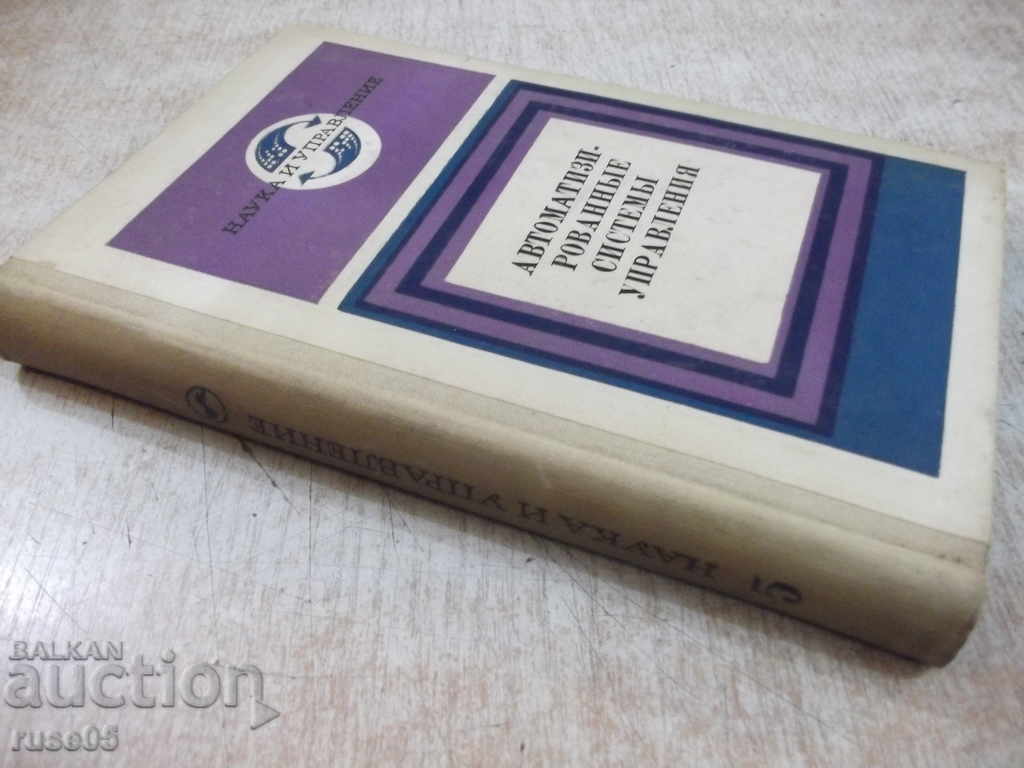 НАУКА И УПРАВЛЕНИЕ
АВТОМАТИЗИ-
РОВАННЫЕ
СИСТЕМЫ
УПРАВЛЕНИЯ
5 НАУКА И УПРАВЛЕНИЕ
BALKAN
auction
ruse05